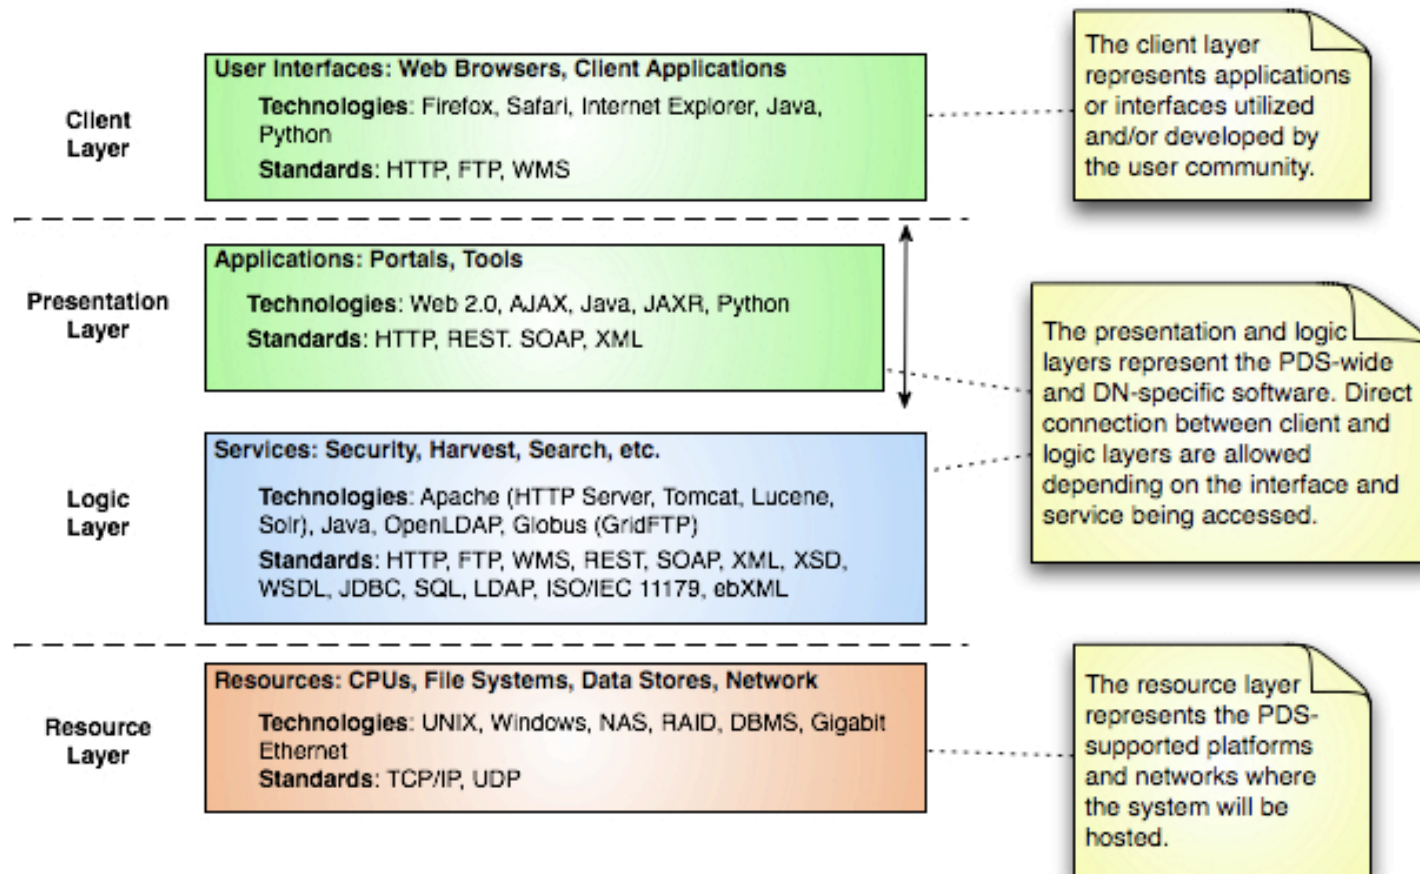 Client
Layer
User Interfaces: Web Browsers, Client Applications
Technologies: Firefox, Safari, Internet Explorer, Java,
Python
Standards: HTTP, FTP, WMS
The client layer
represents applications
or interfaces utilized
and/or developed by
the user community.
Presentation
Layer
Applications: Portals, Tools
Technologies: Web 2.0, AJAX, Java, JAXR, Python
Standards: HTTP, REST. SOAP, XML
The presentation and logic
layers represent the PDS-wide
and DN-specific software. Direct
connection between client and
logic layers are allowed
depending on the interface and
service being accessed.
Logic
Layer
Services: Security, Harvest, Search, etc.
Technologies: Apache (HTTP Server, Tomcat, Lucene,
Solr), Java, OpenLDAP, Globus (GridFTP)
Standards: HTTP, FTP, WMS, REST, SOAP, XML, XSD,
WSDL, JDBC, SQL, LDAP, ISO/IEC 11179, ebXML
Resource
Layer
Resources: CPUs, File Systems, Data Stores, Network
Technologies: UNIX, Windows, NAS, RAID, DBMS, Gigabit
Ethernet
Standards: TCP/IP, UDP
The resource layer
represents the PDS-
supported platforms
and networks where
the system will be
hosted.